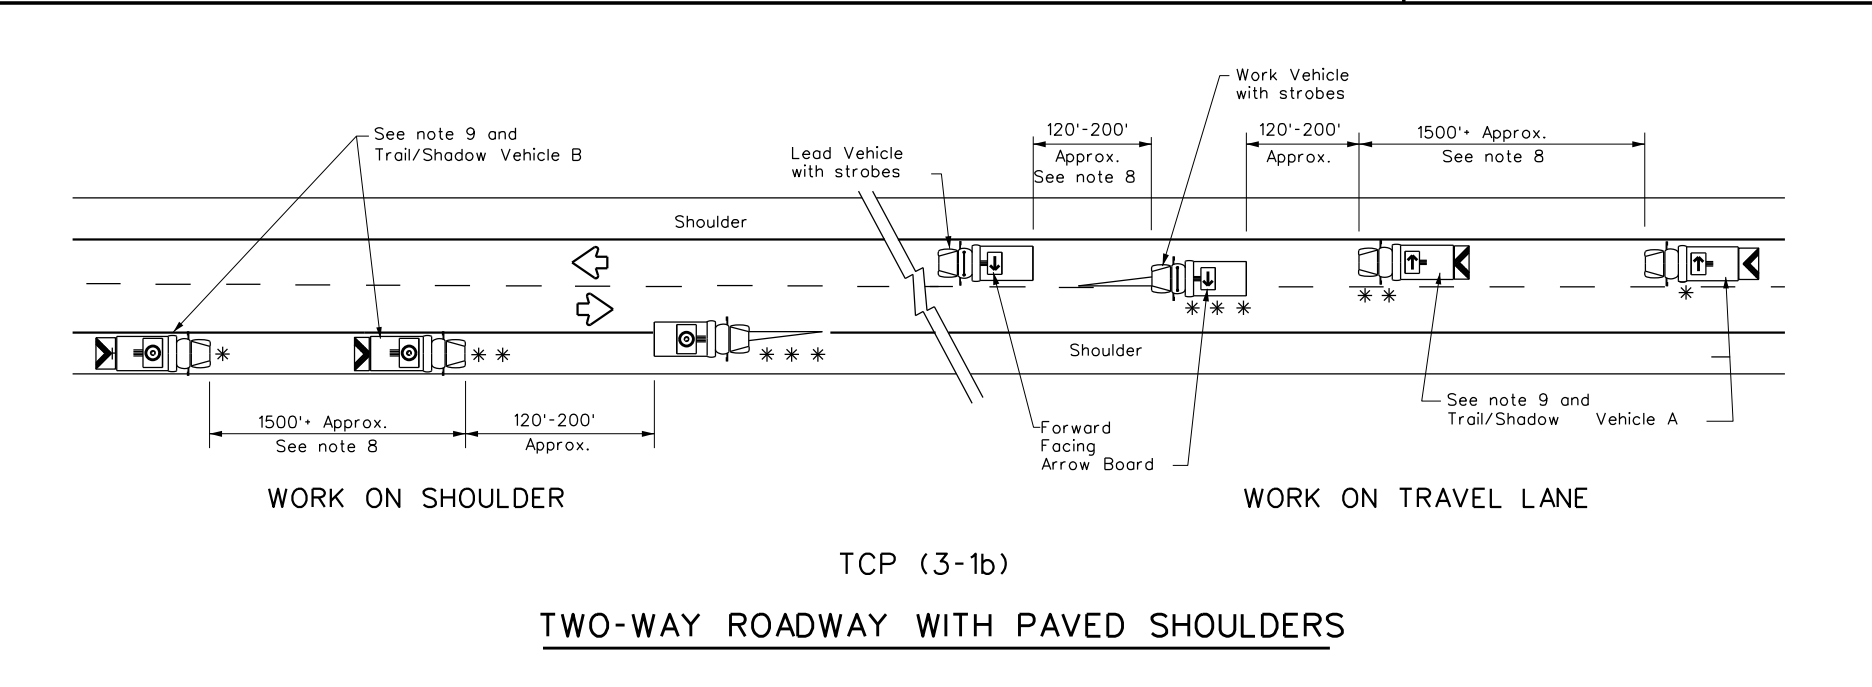 Work Vehicle
with strobes
See note 9 and
Trail/Shadow Vehicle B
Lead Vehicle
with strobes
120'-200'
Approx.
See note 8
120'-200'
Approx.
1500'+ Approx.
See note 8
Shoulder
Shoulder
1500'+ Approx.
See note 8
120'-200'
Approx.
Forward
Facing
Arrow Board
See note 9 and
Trail/Shadow Vehicle A
WORK ON SHOULDER
WORK ON TRAVEL LANE
TCP (3-1b)
TWO-WAY ROADWAY WITH PAVED SHOULDERS